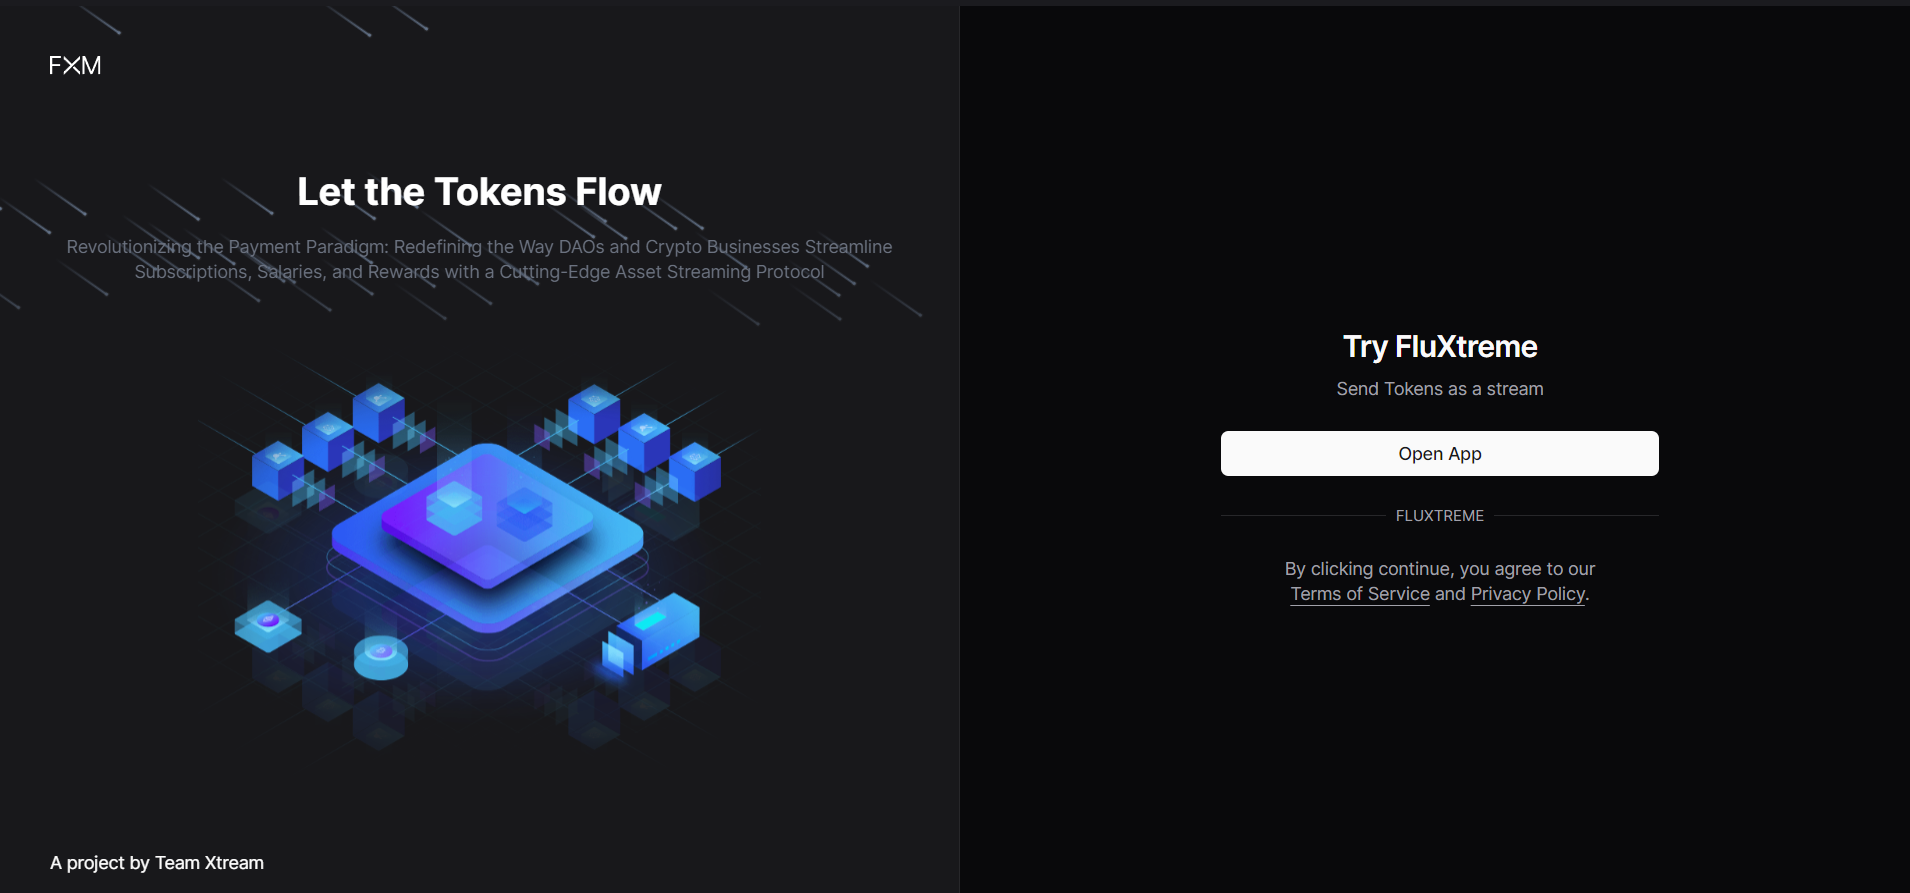 FXM
Let the Tokens Flow
Revolutionizing the Payment Paradigm: Redefining the Way DAOs and Crypto Businesses Streamline
Subscriptions, Salaries, and Rewards with a Cutting-Edge Asset Streaming Protocol
A project by Team Xtream
Try FluXtreme
Send Tokens as a stream
Open App
FLUXTREME
By clicking continue, you agree to our
Terms of Service and Privacy Policy.